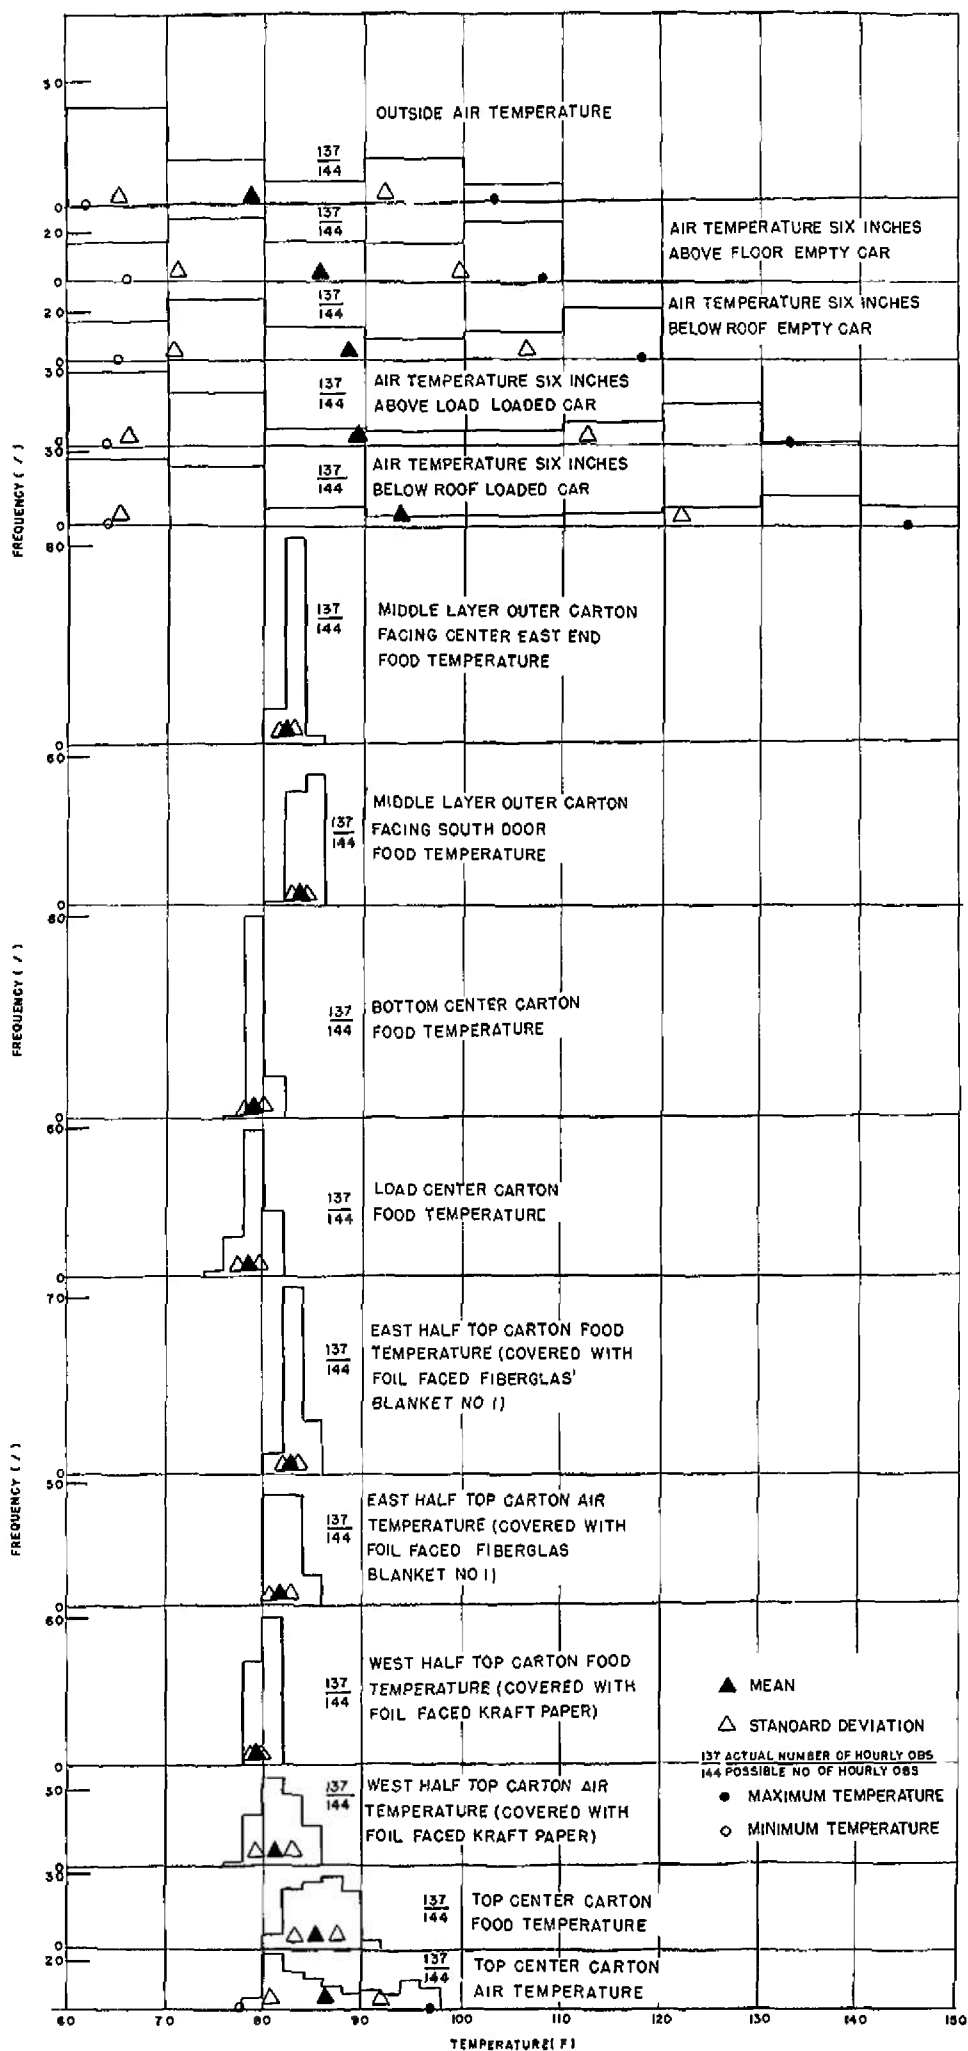 30
OUTSIDE AIR TEMPERATURE
137
144
0
137
144
20
AIR TEMPERATURE SIX INCHES
ABOVE FLOOR EMPTY CAR
0
137
144
20
AIR TEMPERATURE SIX INCHES
BELOW ROOF EMPTY CAR
0
30
137
144
AIR TEMPERATURE SIX INCHES
ABOVE LOAD LOADED CAR
0
30
137
144
AIR TEMPERATURE SIX INCHES
BELOW ROOF LOADED CAR
0
FREQUENCY ( / )
80
137
144
MIDDLE LAYER OUTER CARTON
FACING CENTER EAST END
FOOD TEMPERATURE
0
60
137
144
MIDDLE LAYER OUTER CARTON
FACING SOUTH DOOR
FOOD TEMPERATURE
0
80
FREQUENCY ( / )
137
144
BOTTOM CENTER CARTON
FOOD TEMPERATURE
0
60
137
144
LOAD CENTER CARTON
FOOD TEMPERATURE
0
70
137
144
EAST HALF TOP CARTON FOOD
TEMPERATURE (COVERED WITH
FOIL FACED FIBERGLAS'
BLANKET NO 1)
0
50
FREQUENCY ( / )
137
144
EAST HALF TOP CARTON AIR
TEMPERATURE (COVERED WITH
FOIL FACED FIBERGLAS
BLANKET NO 1)
0
60
137
144
WEST HALF TOP CARTON FOOD
TEMPERATURE (COVERED WITH
FOIL FACED KRAFT PAPER)
0
MEAN
STANDARD DEVIATION
137 ACTUAL NUMBER OF HOURLY OBS
144 POSSIBLE NO OF HOURLY OBS
MAXIMUM TEMPERATURE
MINIMUM TEMPERATURE
30
137
144
WEST HALF TOP CARTON AIR
TEMPERATURE (COVERED WITH
FOIL FACED KRAFT PAPER)
0
30
137
144
TOP CENTER CARTON
FOOD TEMPERATURE
0
20
137
144
TOP CENTER CARTON
AIR TEMPERATURE
60 70 80 90 100 110 120 130 140 150
TEMPERATURE( F )